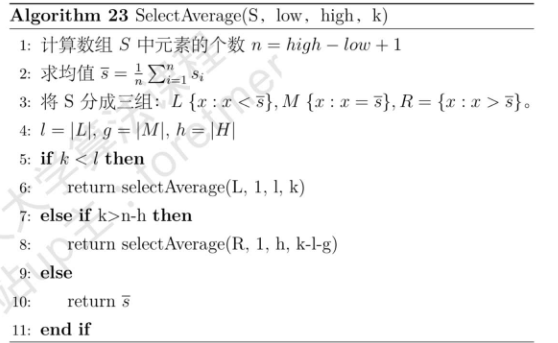 Algorithm 23 SelectAverage(S, low, high, k)
1: 计算数组 S 中元素的个数 n = high − low + 1
2: 求均值 s̅ = 1/n ∑ⁿᵢ₌₁ sᵢ
3: 将 S 分成三组：L {x : x < s̅}, M {x : x = s̅}, R = {x : x > s̅}。
4: l = |L|, g = |M|, h = |H|
5: if k < l then
6: return selectAverage(L, 1, l, k)
7: else if k>n-h then
8: return selectAverage(R, 1, h, k-l-g)
9: else
10: return s̅
11: end if